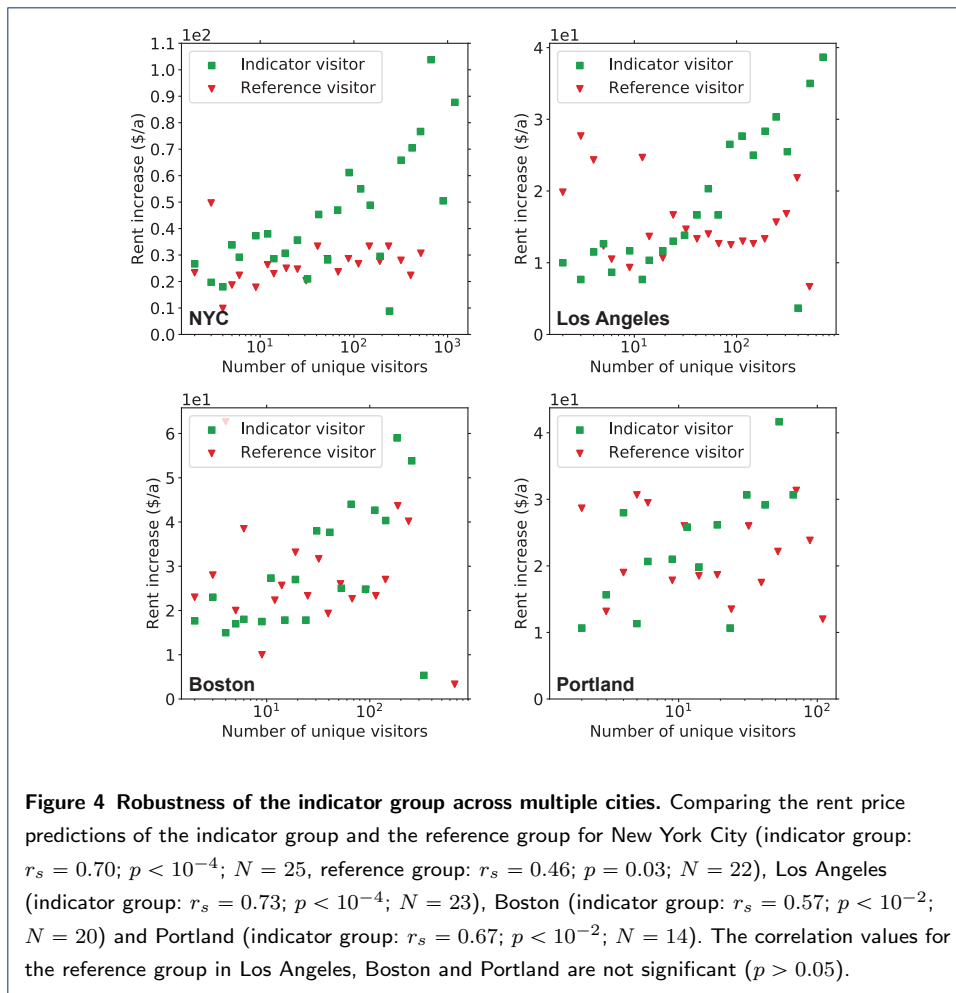 1e2
1.1
1.0
0.9
0.8
0.7
0.6
0.5
0.4
0.3
0.2
0.1
0.0
Rent increase ($/a)
Indicator visitor
Reference visitor
NYC
10^1
10^2
10^3
Number of unique visitors
1e1
4
3
2
1
0
Rent increase ($/a)
Indicator visitor
Reference visitor
Los Angeles
10^1
10^2
Number of unique visitors
1e1
6
5
4
3
2
1
0
Rent increase ($/a)
Indicator visitor
Reference visitor
Boston
10^1
10^2
Number of unique visitors
1e1
4
3
2
1
0
Rent increase ($/a)
Indicator visitor
Reference visitor
Portland
10^1
10^2
Number of unique visitors
Figure 4 Robustness of the indicator group across multiple cities. Comparing the rent price
predictions of the indicator group and the reference group for New York City (indicator group:
r_s = 0.70; p < 10^−4; N = 25, reference group: r_s = 0.46; p = 0.03; N = 22), Los Angeles
(indicator group: r_s = 0.73; p < 10^−4; N = 23), Boston (indicator group: r_s = 0.57; p < 10^−2;
N = 20) and Portland (indicator group: r_s = 0.67; p < 10^−2; N = 14). The correlation values for
the reference group in Los Angeles, Boston and Portland are not significant (p > 0.05).